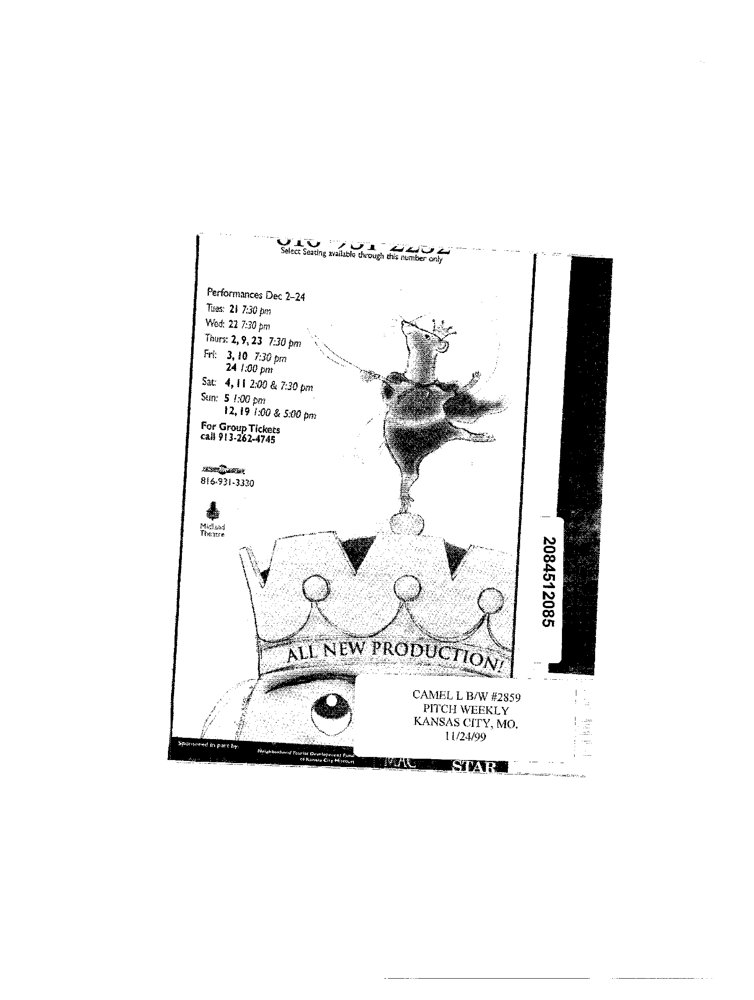 Select Seating available through this number only
Performances Dec 2–24
Tues: 21 7:30 pm
Wed: 22 7:30 pm
Thurs: 2, 9, 23 7:30 pm
Fri: 3, 10 7:30 pm
24 1:00 pm
Sat: 4, 11 2:00 & 7:30 pm
Sun: 5 1:00 pm
12, 19 1:00 & 5:00 pm
For Group Tickets
call 913-262-4745
816-931-3330
Midland
Theatre
2084512085
ALL NEW PRODUCTION!
CAMEL L B/W #2859
PITCH WEEKLY
KANSAS CITY, MO.
11/24/99
Sponsored in part by:
Neighborhood Tourist Development Fund
of Kansas City Missouri
MAC
STAR